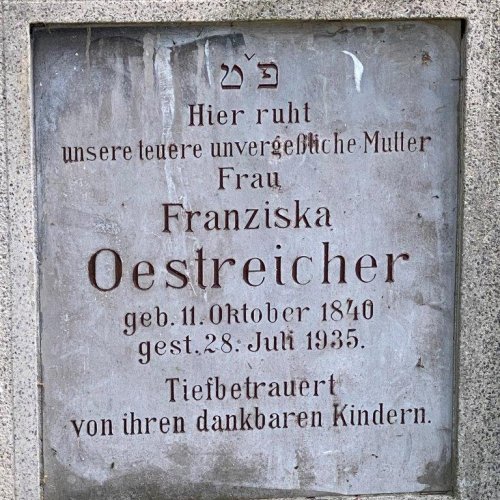 פ״ט
Hier ruht
unsere teuere unvergeßliche Mutter
Frau
Franziska
Oestreicher
geb. 11. Oktober 1840
gest. 28. Juli 1935.
Tiefbetrauert
von ihren dankbaren Kindern.